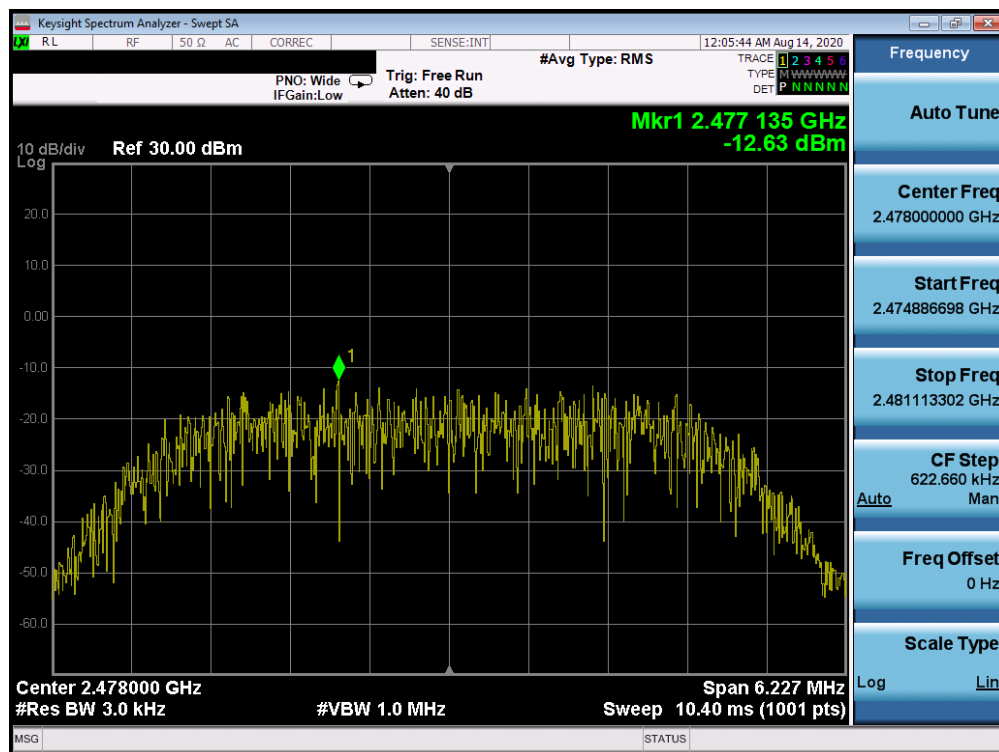 Keysight Spectrum Analyzer - Swept SA
LXI RL RF 50 Ω AC CORREC SENSE:INT 12:05:44 AM Aug 14, 2020
#Avg Type: RMS
TRACE 1 2 3 4 5 6
TYPE M WWWWW
DET P N N N N N
PNO: Wide
IFGain:Low
Trig: Free Run
Atten: 40 dB
Mkr1 2.477 135 GHz
-12.63 dBm
10 dB/div
Log
Ref 30.00 dBm
20.0
10.0
0.00
-10.0
-20.0
-30.0
-40.0
-50.0
-60.0
1
Center 2.478000 GHz
Span 6.227 MHz
#Res BW 3.0 kHz
#VBW 1.0 MHz
Sweep 10.40 ms (1001 pts)
MSG
STATUS
Frequency
Auto Tune
Center Freq
2.478000000 GHz
Start Freq
2.474886698 GHz
Stop Freq
2.481113302 GHz
CF Step
622.660 kHz
Auto Man
Freq Offset
0 Hz
Scale Type
Log Lin